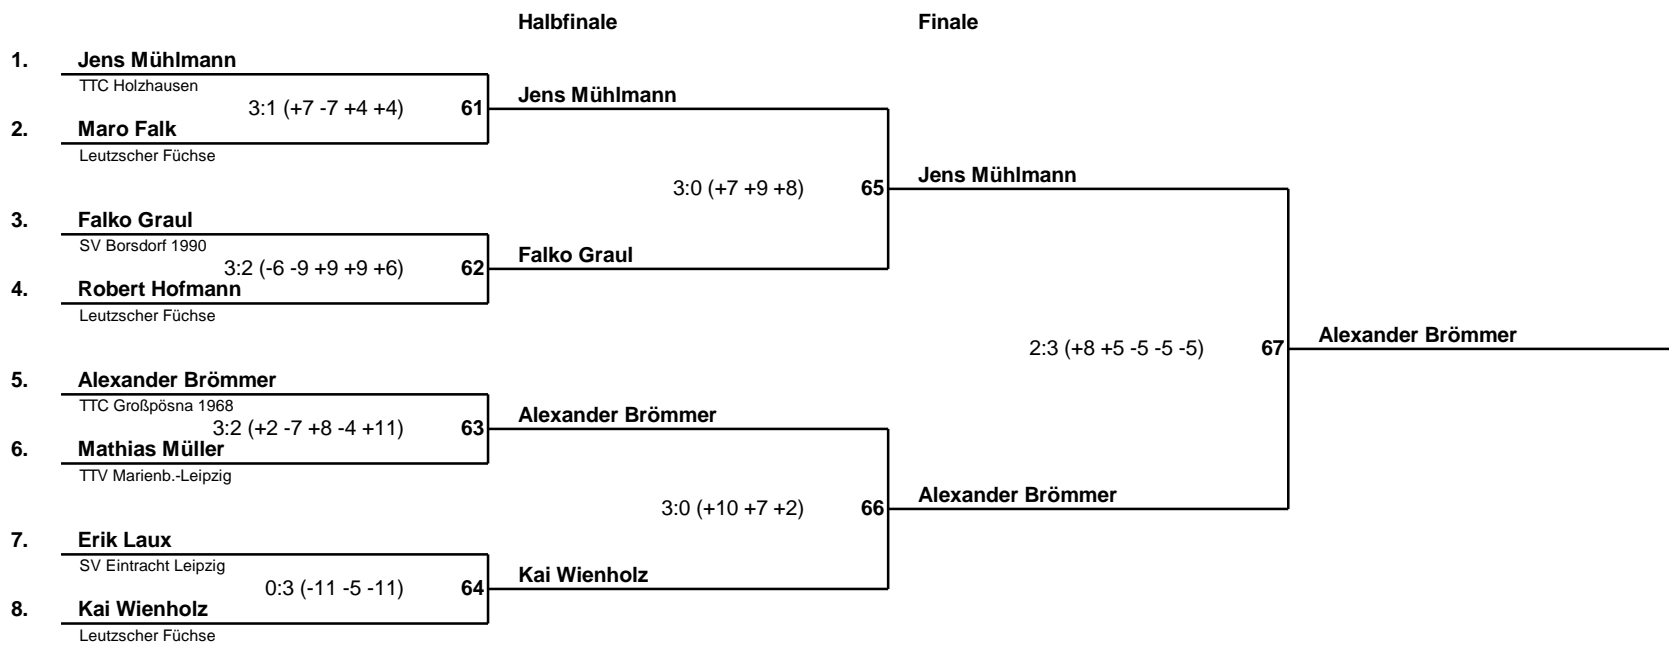 Halbfinale
Finale
1. Jens Mühlmann
TTC Holzhausen
3:1 (+7 -7 +4 +4) 61
Jens Mühlmann
2. Maro Falk
Leutzscher Füchse
3:0 (+7 +9 +8) 65
Jens Mühlmann
3. Falko Graul
SV Borsdorf 1990
3:2 (-6 -9 +9 +9 +6) 62
Falko Graul
4. Robert Hofmann
Leutzscher Füchse
2:3 (+8 +5 -5 -5 -5) 67
Alexander Brömmer
5. Alexander Brömmer
TTC Großpösna 1968
3:2 (+2 -7 +8 -4 +11) 63
Alexander Brömmer
6. Mathias Müller
TTV Marienb.-Leipzig
3:0 (+10 +7 +2) 66
Alexander Brömmer
7. Erik Laux
SV Eintracht Leipzig
0:3 (-11 -5 -11) 64
Kai Wienholz
8. Kai Wienholz
Leutzscher Füchse